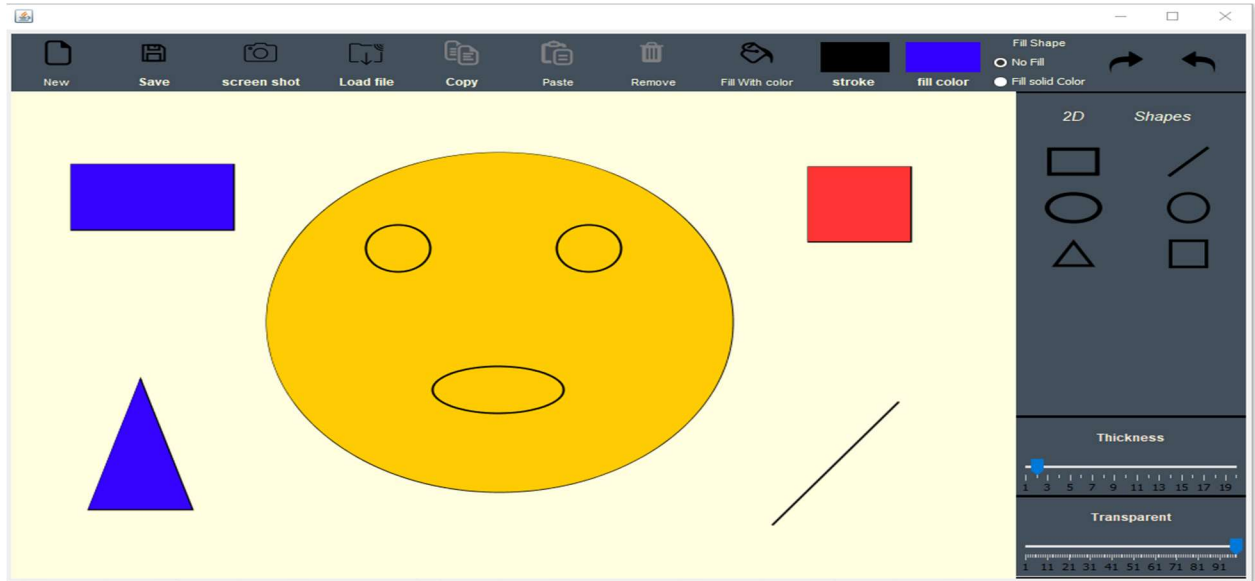 Fill Shape
No Fill
Fill solid Color
New Save screen shot Load file Copy Paste Remove Fill With color stroke fill color
2D Shapes
Thickness
1 3 5 7 9 11 13 15 17 19
Transparent
1 11 21 31 41 51 61 71 81 91